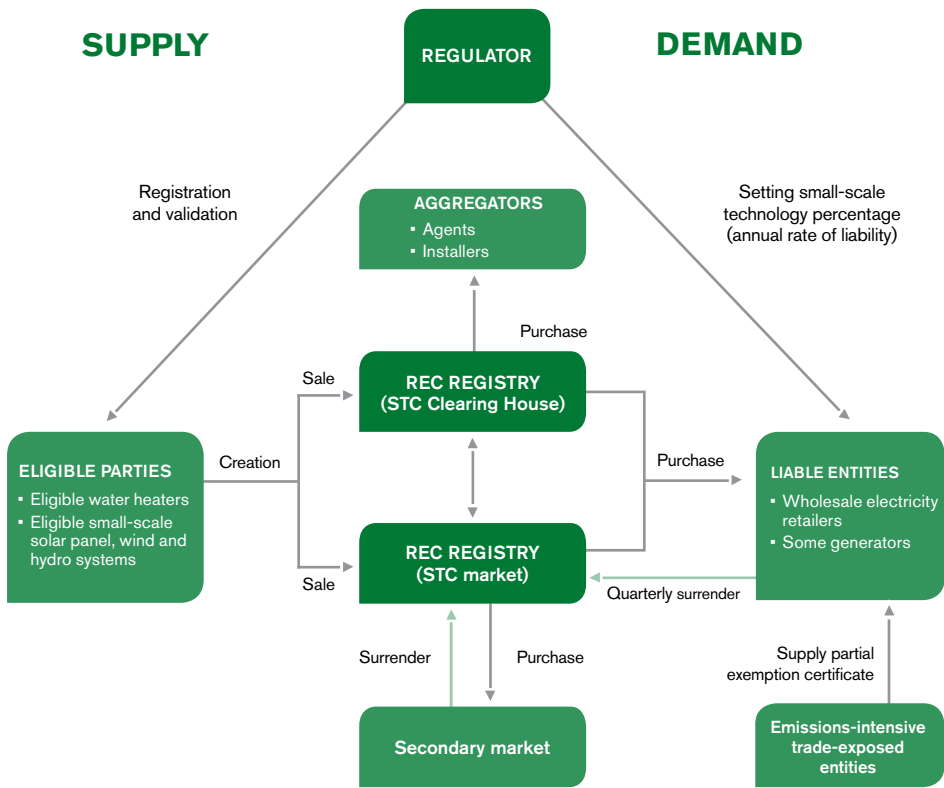 SUPPLY
REGULATOR
DEMAND
Registration
and validation
Setting small-scale
technology percentage
(annual rate of liability)
AGGREGATORS
▪ Agents
▪ Installers
Purchase
Sale
REC REGISTRY
(STC Clearing House)
Creation
Purchase
ELIGIBLE PARTIES
▪ Eligible water heaters
▪ Eligible small-scale
solar panel, wind and
hydro systems
LIABLE ENTITIES
▪ Wholesale electricity
retailers
▪ Some generators
REC REGISTRY
(STC market)
Sale
Quarterly surrender
Surrender
Purchase
Supply partial
exemption certificate
Secondary market
Emissions-intensive
trade-exposed
entities